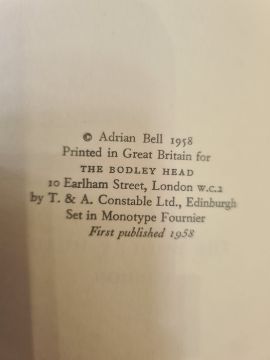 © Adrian Bell 1958
Printed in Great Britain for
THE BODLEY HEAD
10 Earlham Street, London W.C.2
by T. & A. Constable Ltd., Edinburgh
Set in Monotype Fournier
First published 1958